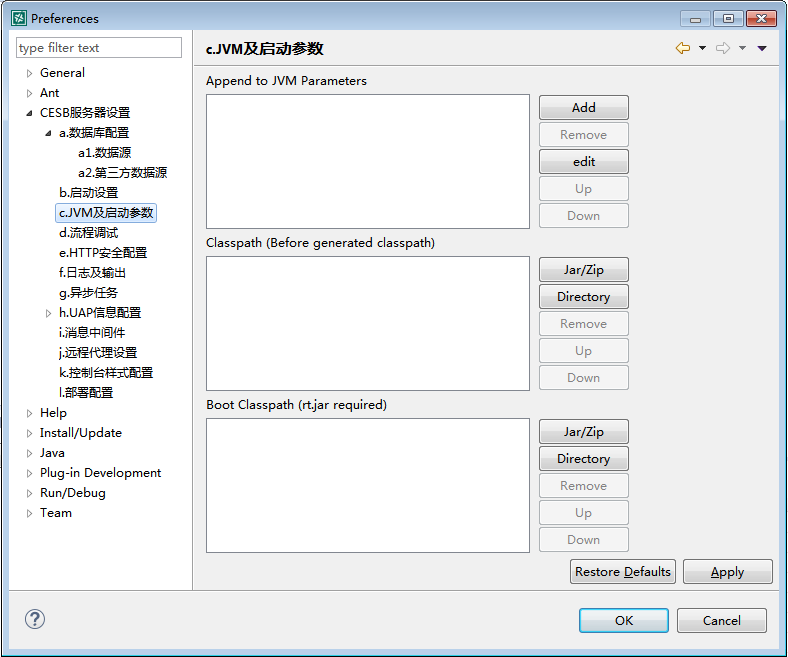 Preferences
type filter text
General
Ant
CESB服务器设置
a.数据库配置
a1.数据源
a2.第三方数据源
b.启动设置
c.JVM及启动参数
d.流程调试
e.HTTP安全配置
f.日志及输出
g.异步任务
h.UAP信息配置
i.消息中间件
j.远程代理设置
k.控制台样式配置
l.部署配置
Help
Install/Update
Java
Plug-in Development
Run/Debug
Team
c.JVM及启动参数
Append to JVM Parameters
Add
Remove
edit
Up
Down
Classpath (Before generated classpath)
Jar/Zip
Directory
Remove
Up
Down
Boot Classpath (rt.jar required)
Jar/Zip
Directory
Remove
Up
Down
Restore Defaults
Apply
?
OK
Cancel